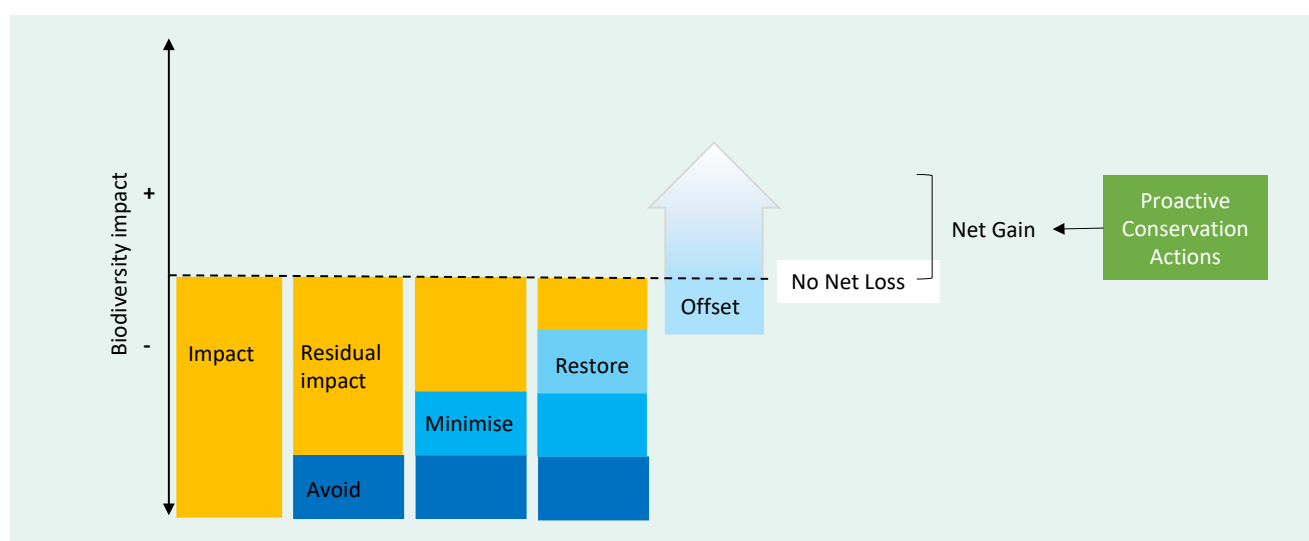 Biodiversity impact
+
-
Impact
Residual
impact
Avoid
Minimise
Restore
Offset
No Net Loss
Net Gain
Proactive
Conservation
Actions